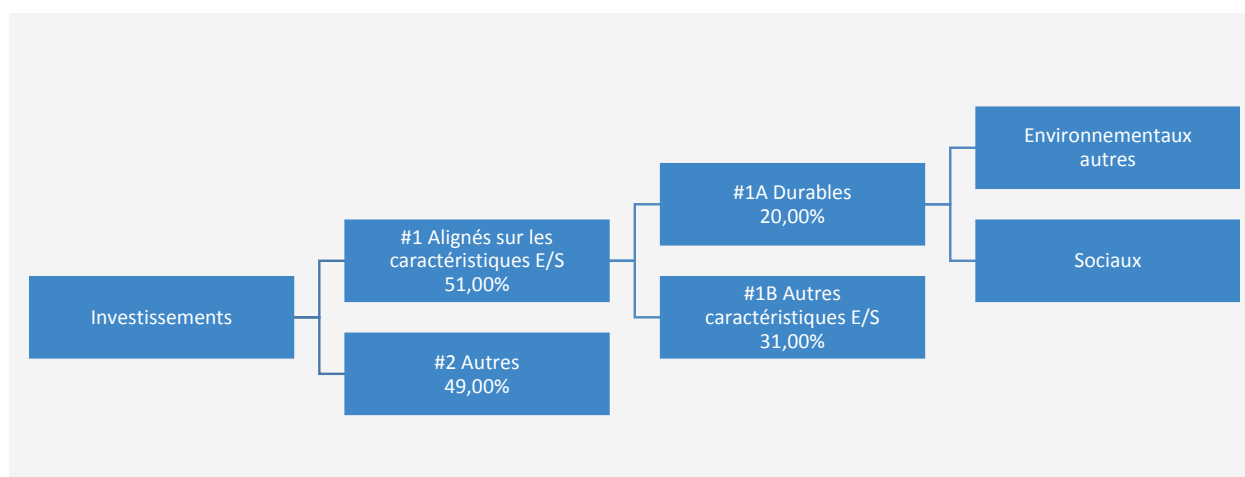 Investissements
#1 Alignés sur les
caractéristiques E/S
51,00%
#2 Autres
49,00%
#1A Durables
20,00%
#1B Autres
caractéristiques E/S
31,00%
Environnementaux
autres
Sociaux